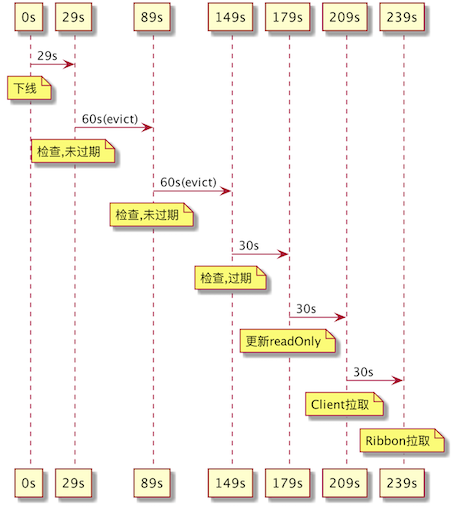 0s 29s 89s 149s 179s 209s 239s
29s
下线
60s(evict)
检查,未过期
60s(evict)
检查,未过期
30s
检查,过期
30s
更新readOnly
30s
Client拉取
Ribbon拉取
0s 29s 89s 149s 179s 209s 239s